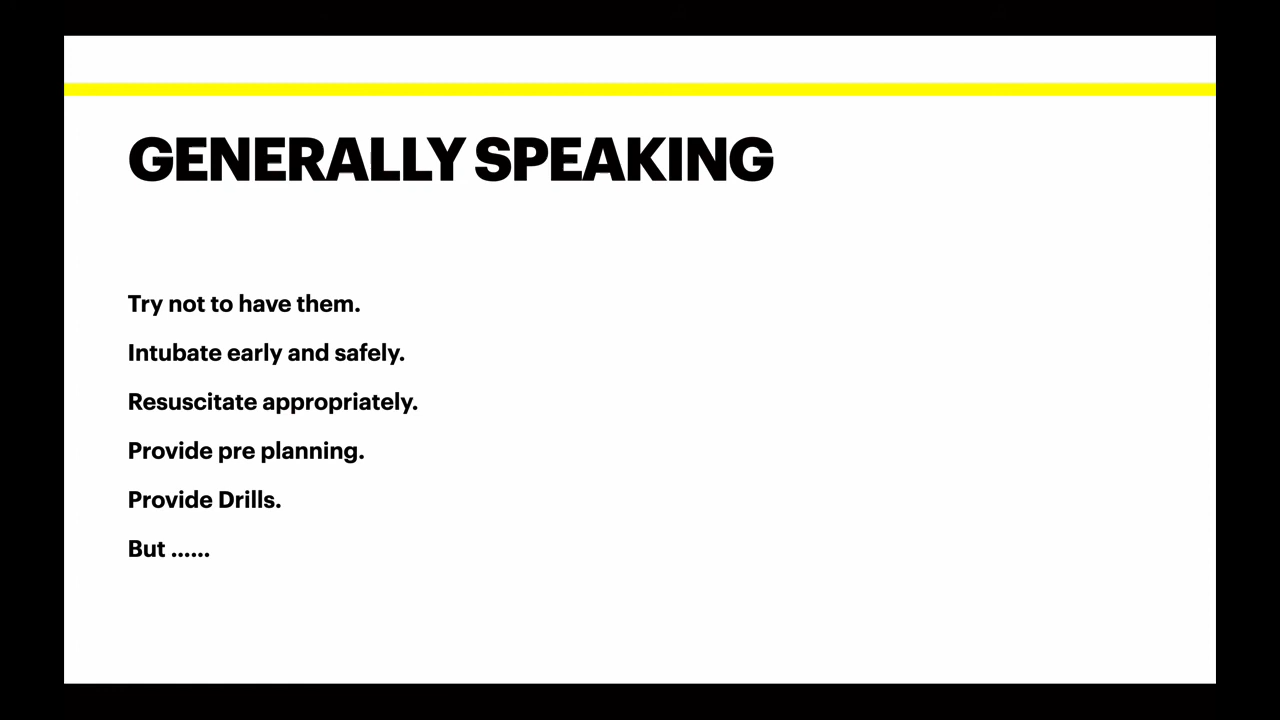 GENERALLY SPEAKING
Try not to have them.
Intubate early and safely.
Resuscitate appropriately.
Provide pre planning.
Provide Drills.
But ......